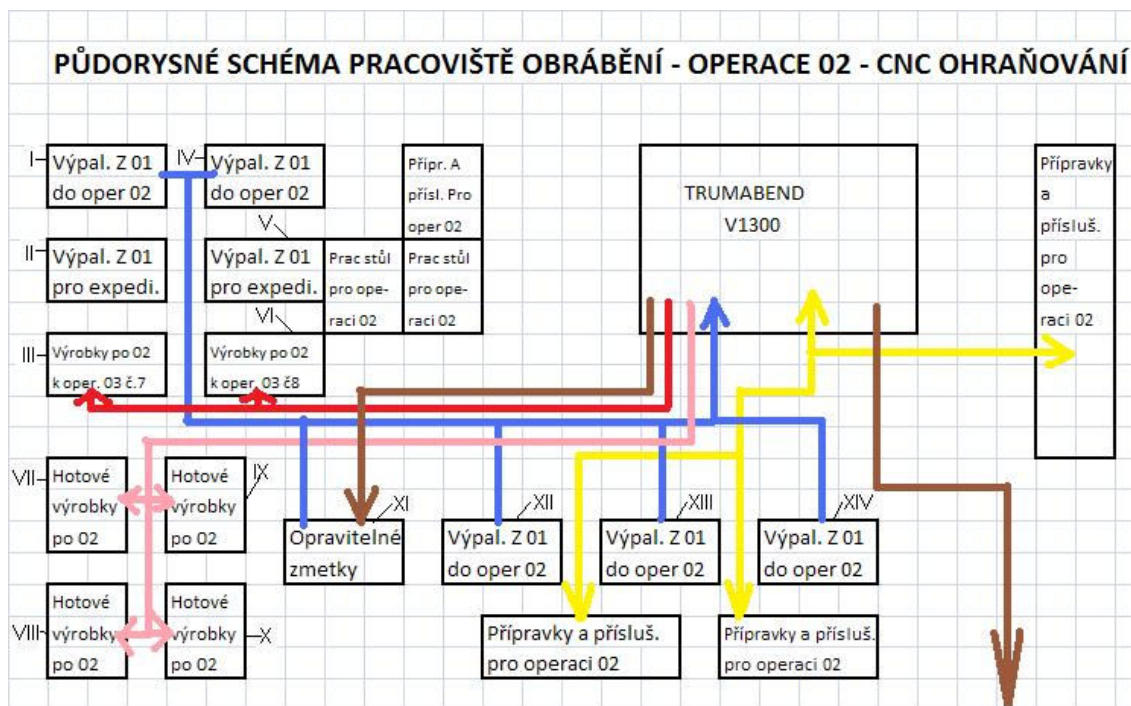 PŮDORYSNÉ SCHÉMA PRACOVIŠTĚ OBRÁBĚNÍ - OPERACE 02 - CNC OHRAŇOVÁNÍ
I
Výpal. Z 01
do oper 02
IV
Výpal. Z 01
do oper 02
Přípr. A
přísl. Pro
oper 02
TRUMABEND
V1300
Přípravky
a
přísluš.
pro
ope-
raci 02
II
Výpal. Z 01
pro expedi.
V
Výpal. Z 01
pro expedi.
Prac stůl
pro ope-
raci 02
Prac stůl
pro ope-
raci 02
III
Výrobky po 02
k oper. 03 č.7
VI
Výrobky po 02
k oper. 03 č8
VII
Hotové
výrobky
po 02
IX
Hotové
výrobky
po 02
XI
Opravitelné
zmetky
XII
Výpal. Z 01
do oper 02
XIII
Výpal. Z 01
do oper 02
XIV
Výpal. Z 01
do oper 02
VIII
Hotové
výrobky
po 02
X
Hotové
výrobky
po 02
Přípravky a přísluš.
pro operaci 02
Přípravky a přísluš.
pro operaci 02